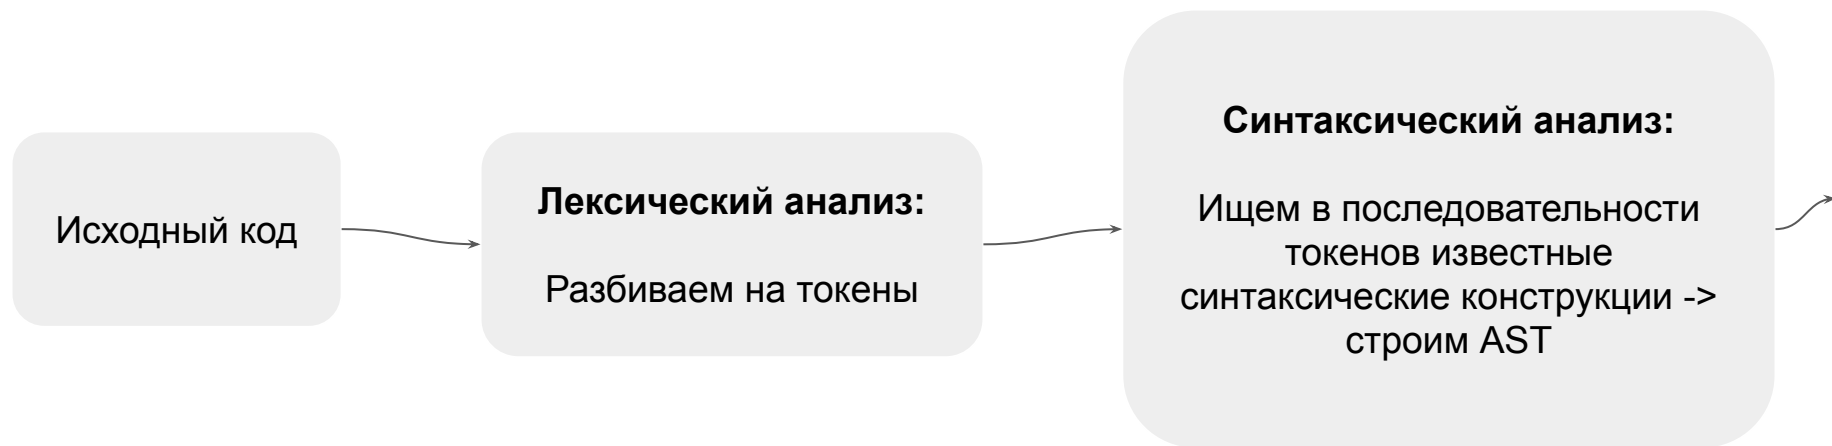 Исходный код
Лексический анализ:
Разбиваем на токены
Синтаксический анализ:
Ищем в последовательности
токенов известные
синтаксические конструкции ->
строим AST